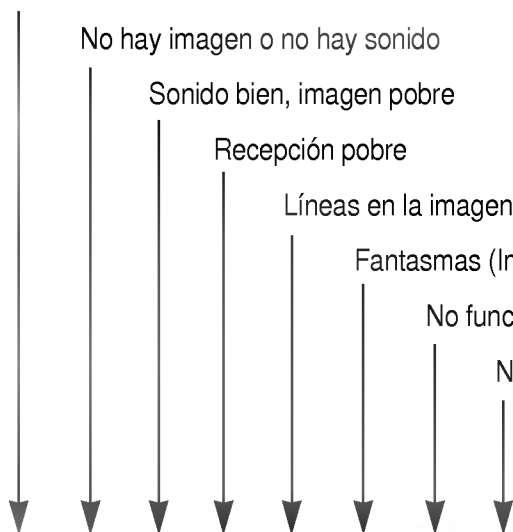 No hay imagen o no hay sonido
Sonido bien, imagen pobre
Recepción pobre
Líneas en la imagen
Fantasmas
No